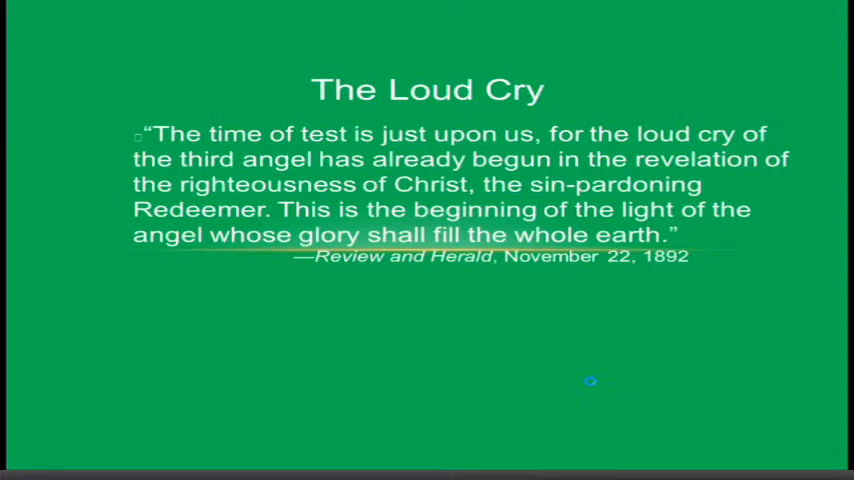 The Loud Cry
“The time of test is just upon us, for the loud cry of
the third angel has already begun in the revelation of
the righteousness of Christ, the sin-pardoning
Redeemer. This is the beginning of the light of the
angel whose glory shall fill the whole earth.”
—Review and Herald, November 22, 1892